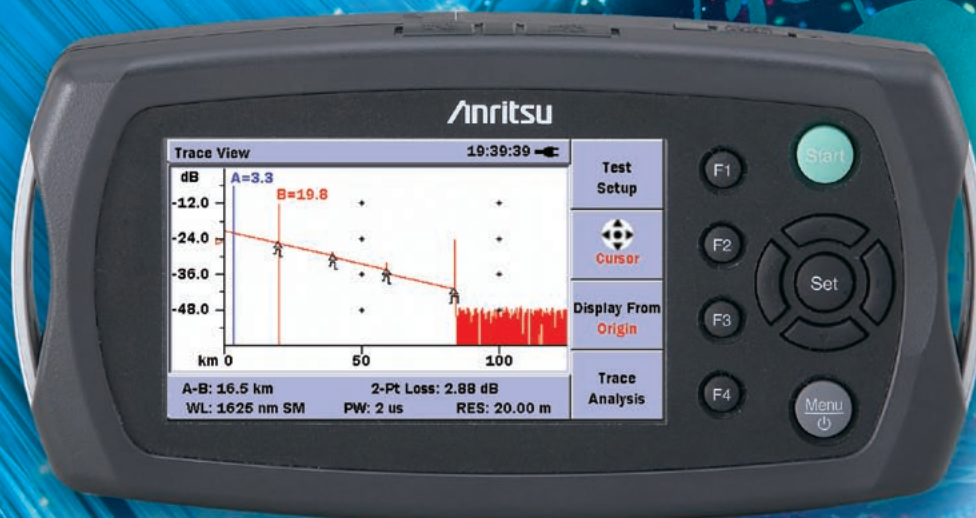 Anritsu
Trace View 19:39:39
dB
A=3.3
B=19.8
-12.0
-24.0
-36.0
-48.0
km 0 50 100
A-B: 16.5 km 2-Pt Loss: 2.88 dB
WL: 1625 nm SM PW: 2 us RES: 20.00 m
Test
Setup
Cursor
Display From
Origin
Trace
Analysis
F1
F2
F3
F4
Start
Set
Menu